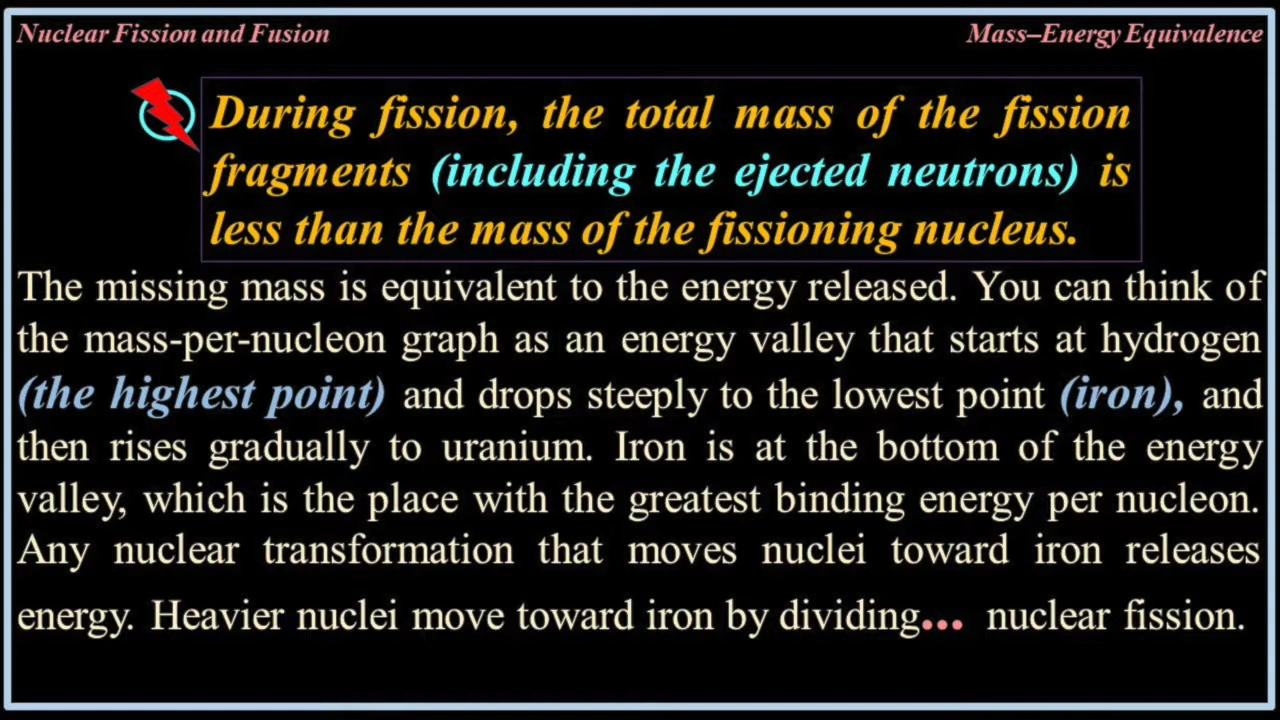 Nuclear Fission and Fusion
Mass–Energy Equivalence
During fission, the total mass of the fission
fragments (including the ejected neutrons) is
less than the mass of the fissioning nucleus.
The missing mass is equivalent to the energy released. You can think of
the mass-per-nucleon graph as an energy valley that starts at hydrogen
(the highest point) and drops steeply to the lowest point (iron), and
then rises gradually to uranium. Iron is at the bottom of the energy
valley, which is the place with the greatest binding energy per nucleon.
Any nuclear transformation that moves nuclei toward iron releases
energy. Heavier nuclei move toward iron by dividing... nuclear fission.